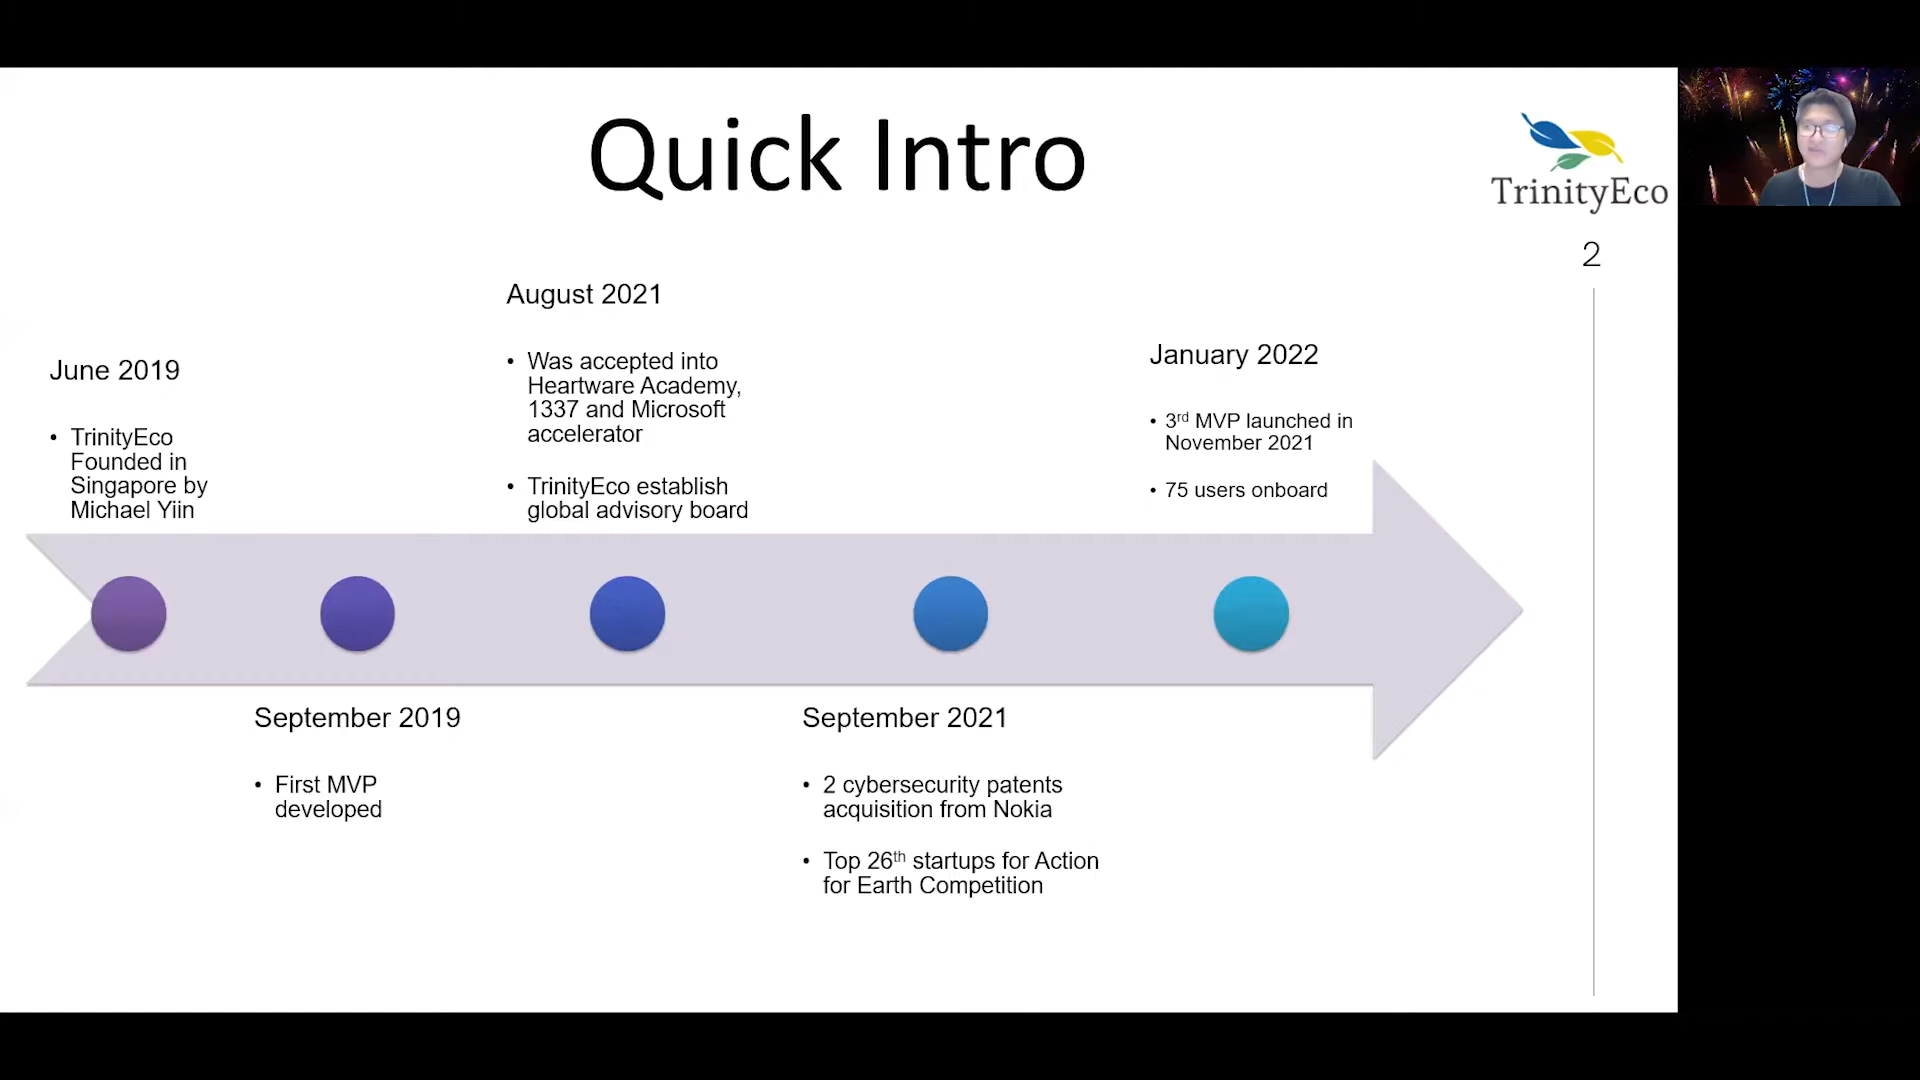 Quick Intro
TrinityEco
2
June 2019
• TrinityEco
Founded in
Singapore by
Michael Yiin
September 2019
• First MVP
developed
August 2021
• Was accepted into
Heartware Academy,
1337 and Microsoft
accelerator
• TrinityEco establish
global advisory board
September 2021
• 2 cybersecurity patents
acquisition from Nokia
• Top 26th startups for Action
for Earth Competition
January 2022
• 3rd MVP launched in
November 2021
• 75 users onboard